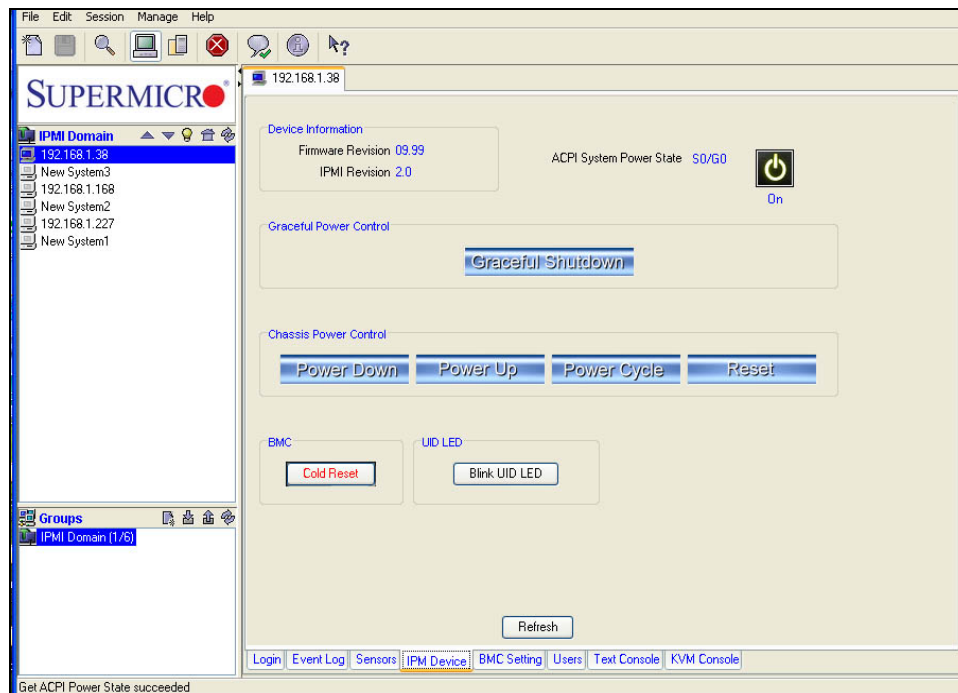 File Edit Session Manage Help
SUPERMICRO
192.168.1.38
IPMI Domain
192.168.1.38
New System3
192.168.1.168
New System2
192.168.1.227
New System1
Groups
IPMI Domain (1/6)
Device Information
Firmware Revision 09.99
IPMI Revision 2.0
ACPI System Power State S0/G0
On
Graceful Power Control
Graceful Shutdown
Chassis Power Control
Power Down Power Up Power Cycle Reset
BMC
Cold Reset
UID LED
Blink UID LED
Refresh
Login Event Log Sensors IPM Device BMC Setting Users Text Console KVM Console
Get ACPI Power State succeeded